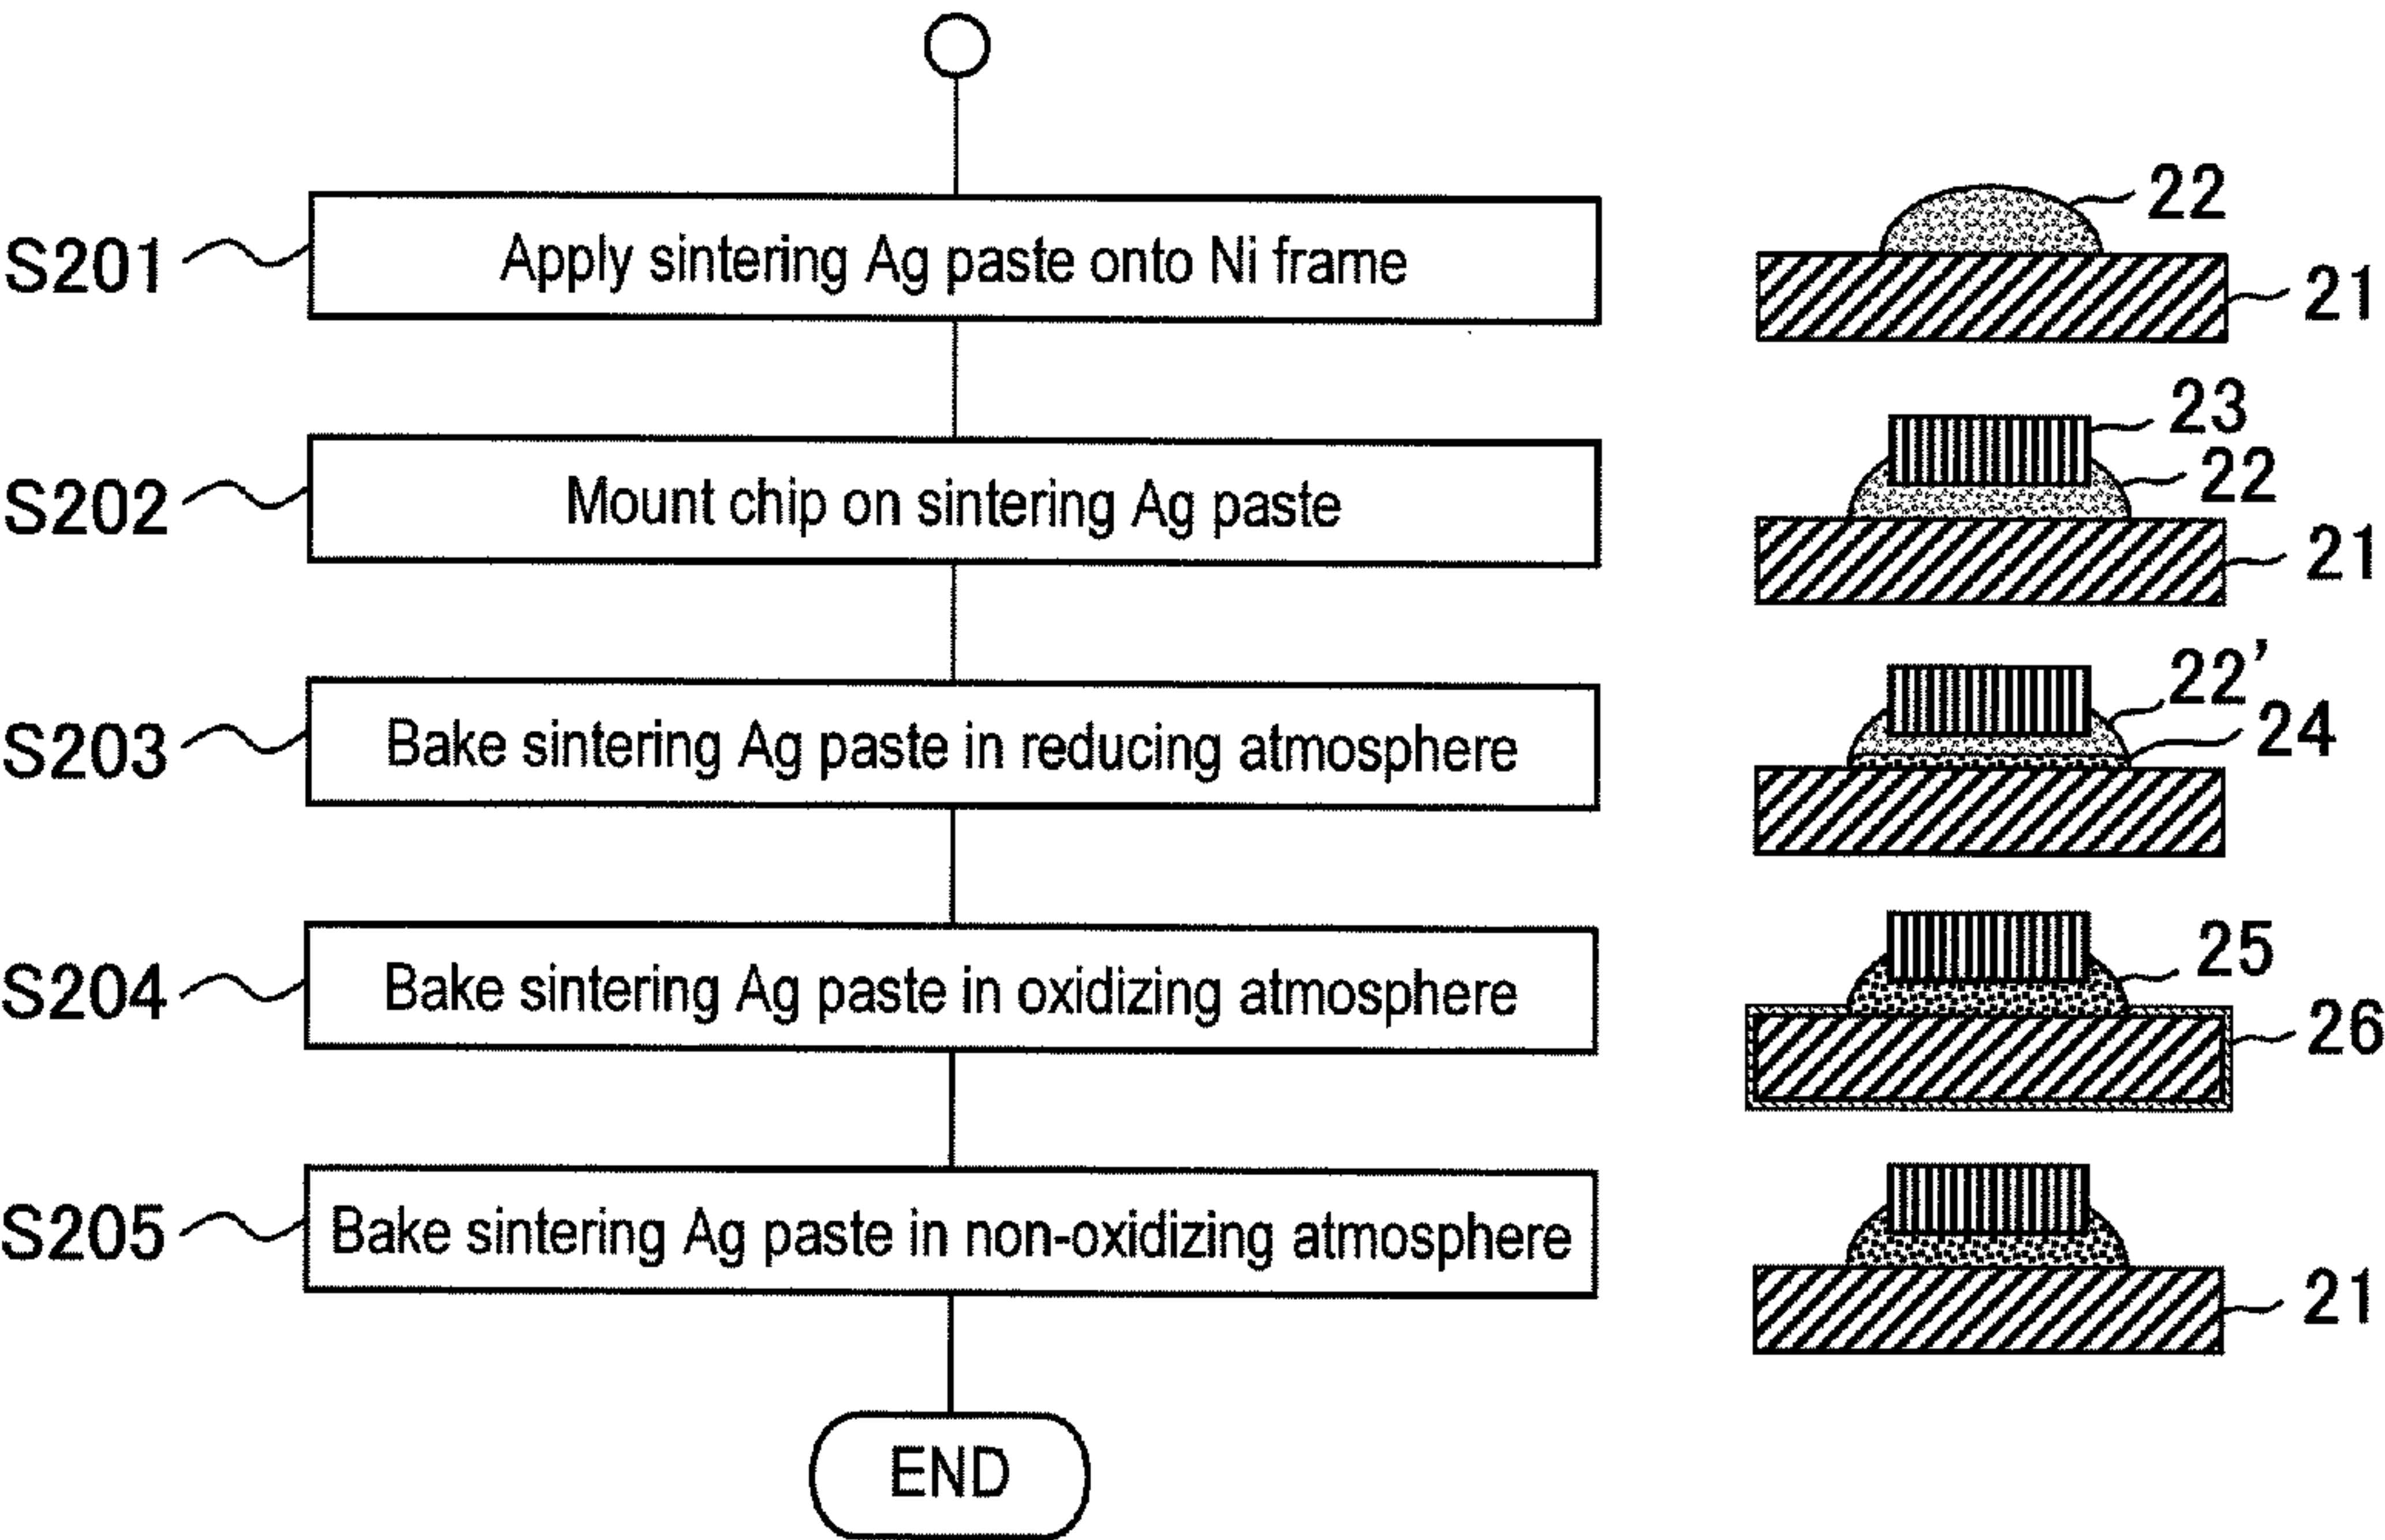 S201
Apply sintering Ag paste onto Ni frame
22
21
S202
Mount chip on sintering Ag paste
23
22
21
S203
Bake sintering Ag paste in reducing atmosphere
22’
24
S204
Bake sintering Ag paste in oxidizing atmosphere
25
26
S205
Bake sintering Ag paste in non-oxidizing atmosphere
21
END